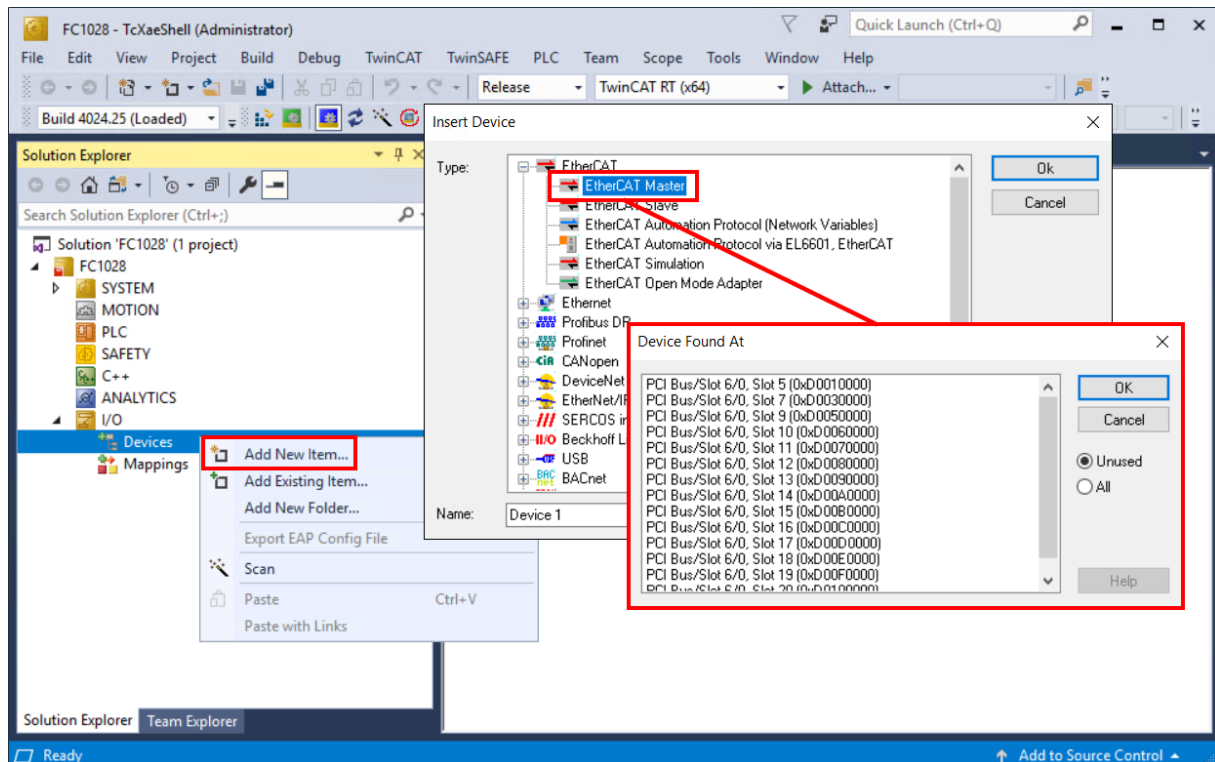 FC1028 - TcXaeShell (Administrator)
Quick Launch (Ctrl+Q)
File Edit View Project Build Debug TwinCAT TwinSAFE PLC Team Scope Tools Window Help
Release TwinCAT RT (x64) Attach...
Build 4024.25 (Loaded)
Solution Explorer
Search Solution Explorer (Ctrl+;)
Solution 'FC1028' (1 project)
FC1028
SYSTEM
MOTION
PLC
SAFETY
C++
ANALYTICS
I/O
Devices
Mappings
Add New Item...
Add Existing Item...
Add New Folder...
Export EAP Config File
Scan
Paste Ctrl+V
Paste with Links
Insert Device
Type:
EtherCAT
EtherCAT Master
EtherCAT Slave
EtherCAT Automation Protocol (Network Variables)
EtherCAT Automation Protocol via EL6601, EtherCAT
EtherCAT Simulation
EtherCAT Open Mode Adapter
Ethernet
Profibus DP
Profinet
CANopen
DeviceNet
EtherNet/I
SERCOS in
Beckhoff L
USB
BACnet
Ok
Cancel
Name: Device 1
Device Found At
PCI Bus/Slot 6/0, Slot 5 (0xD0010000)
PCI Bus/Slot 6/0, Slot 7 (0xD0030000)
PCI Bus/Slot 6/0, Slot 9 (0xD0050000)
PCI Bus/Slot 6/0, Slot 10 (0xD0060000)
PCI Bus/Slot 6/0, Slot 11 (0xD0070000)
PCI Bus/Slot 6/0, Slot 12 (0xD0080000)
PCI Bus/Slot 6/0, Slot 13 (0xD0090000)
PCI Bus/Slot 6/0, Slot 14 (0xD00A0000)
PCI Bus/Slot 6/0, Slot 15 (0xD00B0000)
PCI Bus/Slot 6/0, Slot 16 (0xD00C0000)
PCI Bus/Slot 6/0, Slot 17 (0xD00D0000)
PCI Bus/Slot 6/0, Slot 18 (0xD00E0000)
PCI Bus/Slot 6/0, Slot 19 (0xD00F0000)
PCI Bus/Slot 6/0, Slot 20 (0xD0100000)
OK
Cancel
Unused
All
Help
Solution Explorer Team Explorer
Ready
Add to Source Control